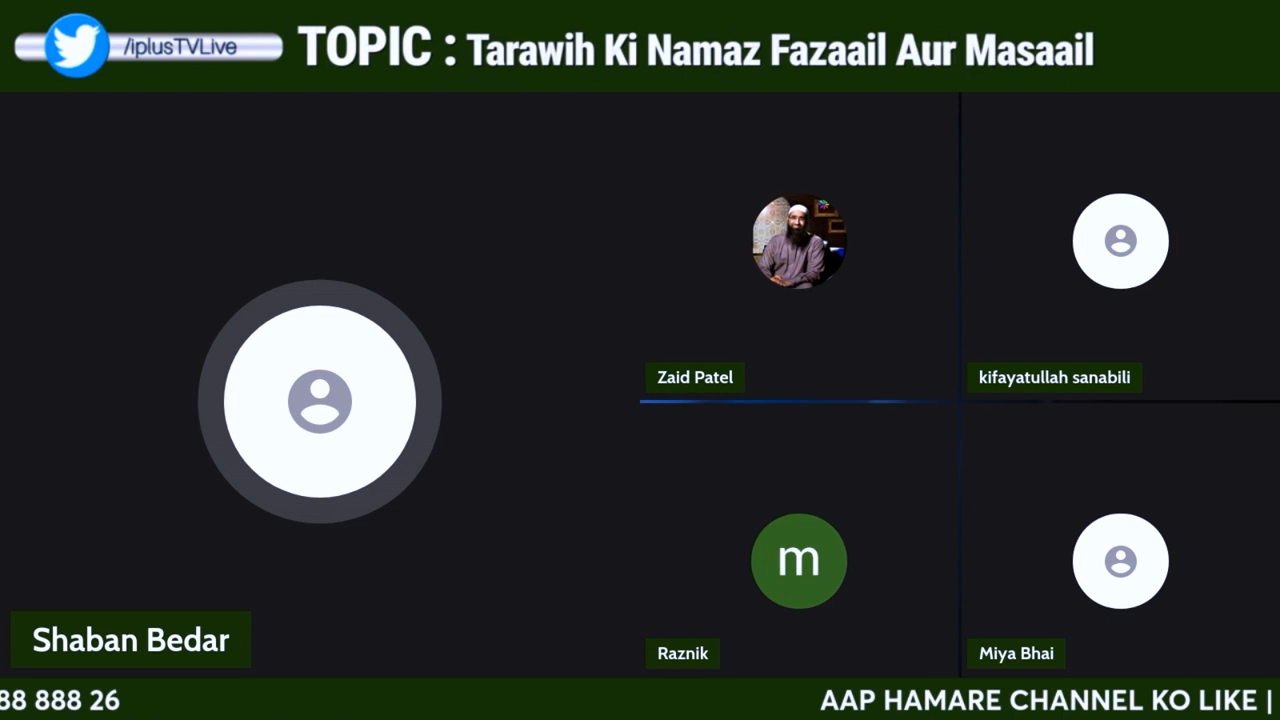 /iplusTVLive
TOPIC : Tarawih Ki Namaz Fazaail Aur Masaail
Zaid Patel
kifayatullah sanabili
m
Shaban Bedar
Raznik
Miya Bhai
88 888 26
AAP HAMARE CHANNEL KO LIKE |